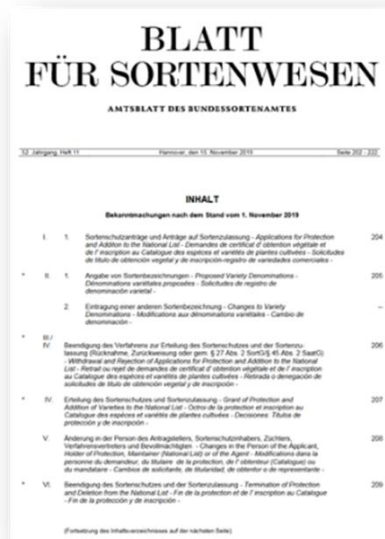 BLATT
FÜR SORTENWESEN
AMTSBLATT DES BUNDESSORTENAMTES
52. Jahrgang, Heft 11 Hannover, den 15. November 2019 Seite 202 - 222
INHALT
Bekanntmachungen nach dem Stand vom 1. November 2019
I. 1. Sortenschutzanträge und Anträge auf Sortenzulassung - Applications for Protection 204
and Addition to the National List - Demandes de certificat d' obtention végétale et
de l' inscription au Catalogue des espèces et variétés de plantes cultivées - Solicitudes
de título de obtención vegetal y de inscripción-registro de variedades comerciales -
* II. 1. Angabe von Sortenbezeichnungen - Proposed Variety Denominations - 205
Dénominations variétales proposées - Solicitudes de registro de
denominación varietal -
2. Eintragung einer anderen Sortenbezeichnung - Changes to Variety --
Denominations - Modifications aux dénominations variétales - Cambio de
denominación -
* III./
IV. Beendigung des Verfahrens zur Erteilung des Sortenschutzes und der Sortenzu- 206
lassung (Rücknahme, Zurückweisung oder gem. § 27 Abs. 2 SortG/§ 45 Abs. 2 SaatG)
- Withdrawal and Rejection of Applications for Protection and Addition to the National
List - Retrait ou rejet de demandes de certificat d' obtention végétale et de l' inscription
au Catalogue des espèces et variétés de plantes cultivées - Retirada o denegación de
solicitudes de título de obtención vegetal y de inscripción -
* IV. Erteilung des Sortenschutzes und Sortenzulassung - Grant of Protection and 207
Addition of Varieties to the National List - Octroi de la protection et inscription au
Catalogue des espèces et variétés de plantes cultivées - Decisiones: Títulos de
protección y de inscripción -
V. Änderung in der Person des Antragstellers, Sortenschutzinhabers, Züchters, 208
Verfahrensvertreters und Bevollmächtigten - Changes in the Person of the Applicant,
Holder of Protection, Maintainer (National List) or of the Agent - Modifications dans la
personne du demandeur, du titulaire de la protection, de l' obtenteur (Catalogue) ou
du mandataire - Cambios de solicitante, de titularidad, de obtentor o de representante -
* VI. Beendigung des Sortenschutzes und der Sortenzulassung - Termination of Protection 209
and Deletion from the National List - Fin de la protection et de l' inscription au Catalogue
- Fin de la protección y de inscripción -
(Fortsetzung des Inhaltsverzeichnisses auf der nächsten Seite)